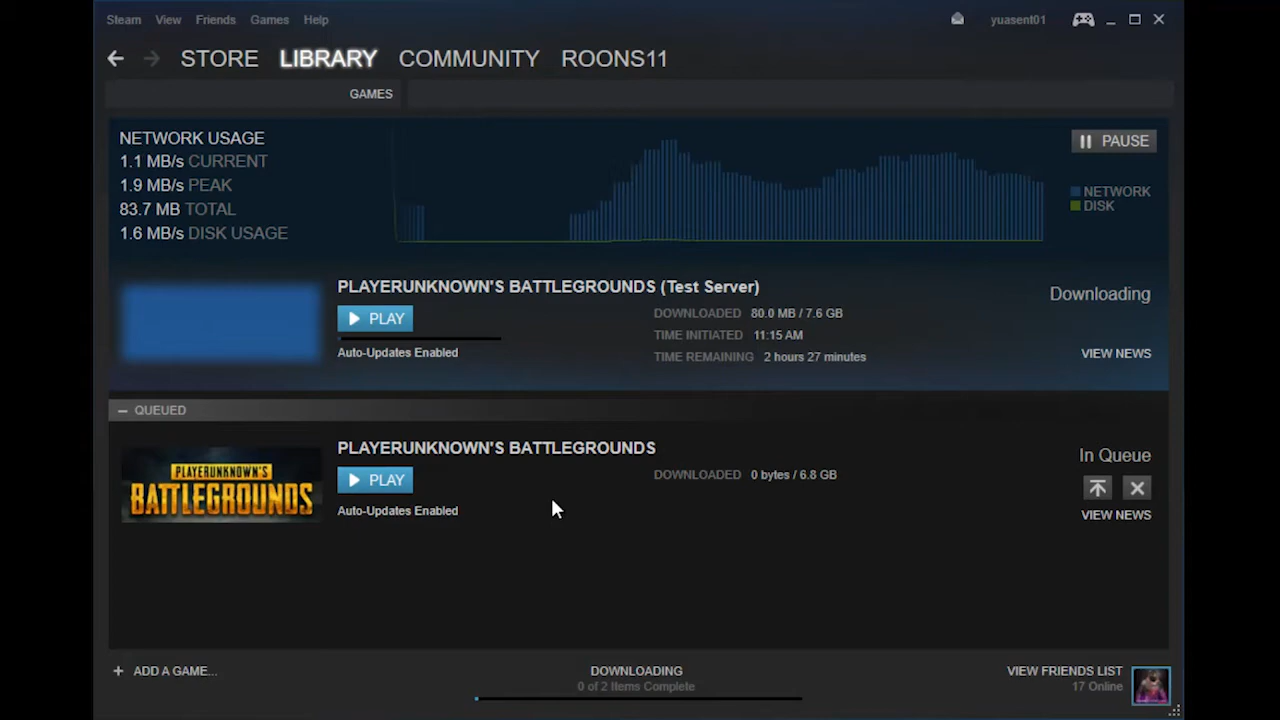 Steam View Friends Games Help
yuasent01
STORE LIBRARY COMMUNITY ROONS11
GAMES
NETWORK USAGE
1.1 MB/s CURRENT
1.9 MB/s PEAK
83.7 MB TOTAL
1.6 MB/s DISK USAGE
PAUSE
NETWORK
DISK
PLAYERUNKNOWN'S BATTLEGROUNDS (Test Server)
PLAY
Auto-Updates Enabled
DOWNLOADED 80.0 MB / 7.6 GB
TIME INITIATED 11:15 AM
TIME REMAINING 2 hours 27 minutes
Downloading
VIEW NEWS
QUEUED
PLAYERUNKNOWN'S
BATTLEGROUNDS
PLAYERUNKNOWN'S BATTLEGROUNDS
PLAY
Auto-Updates Enabled
DOWNLOADED 0 bytes / 6.8 GB
In Queue
VIEW NEWS
+ ADD A GAME...
DOWNLOADING
0 of 2 Items Complete
VIEW FRIENDS LIST
17 Online